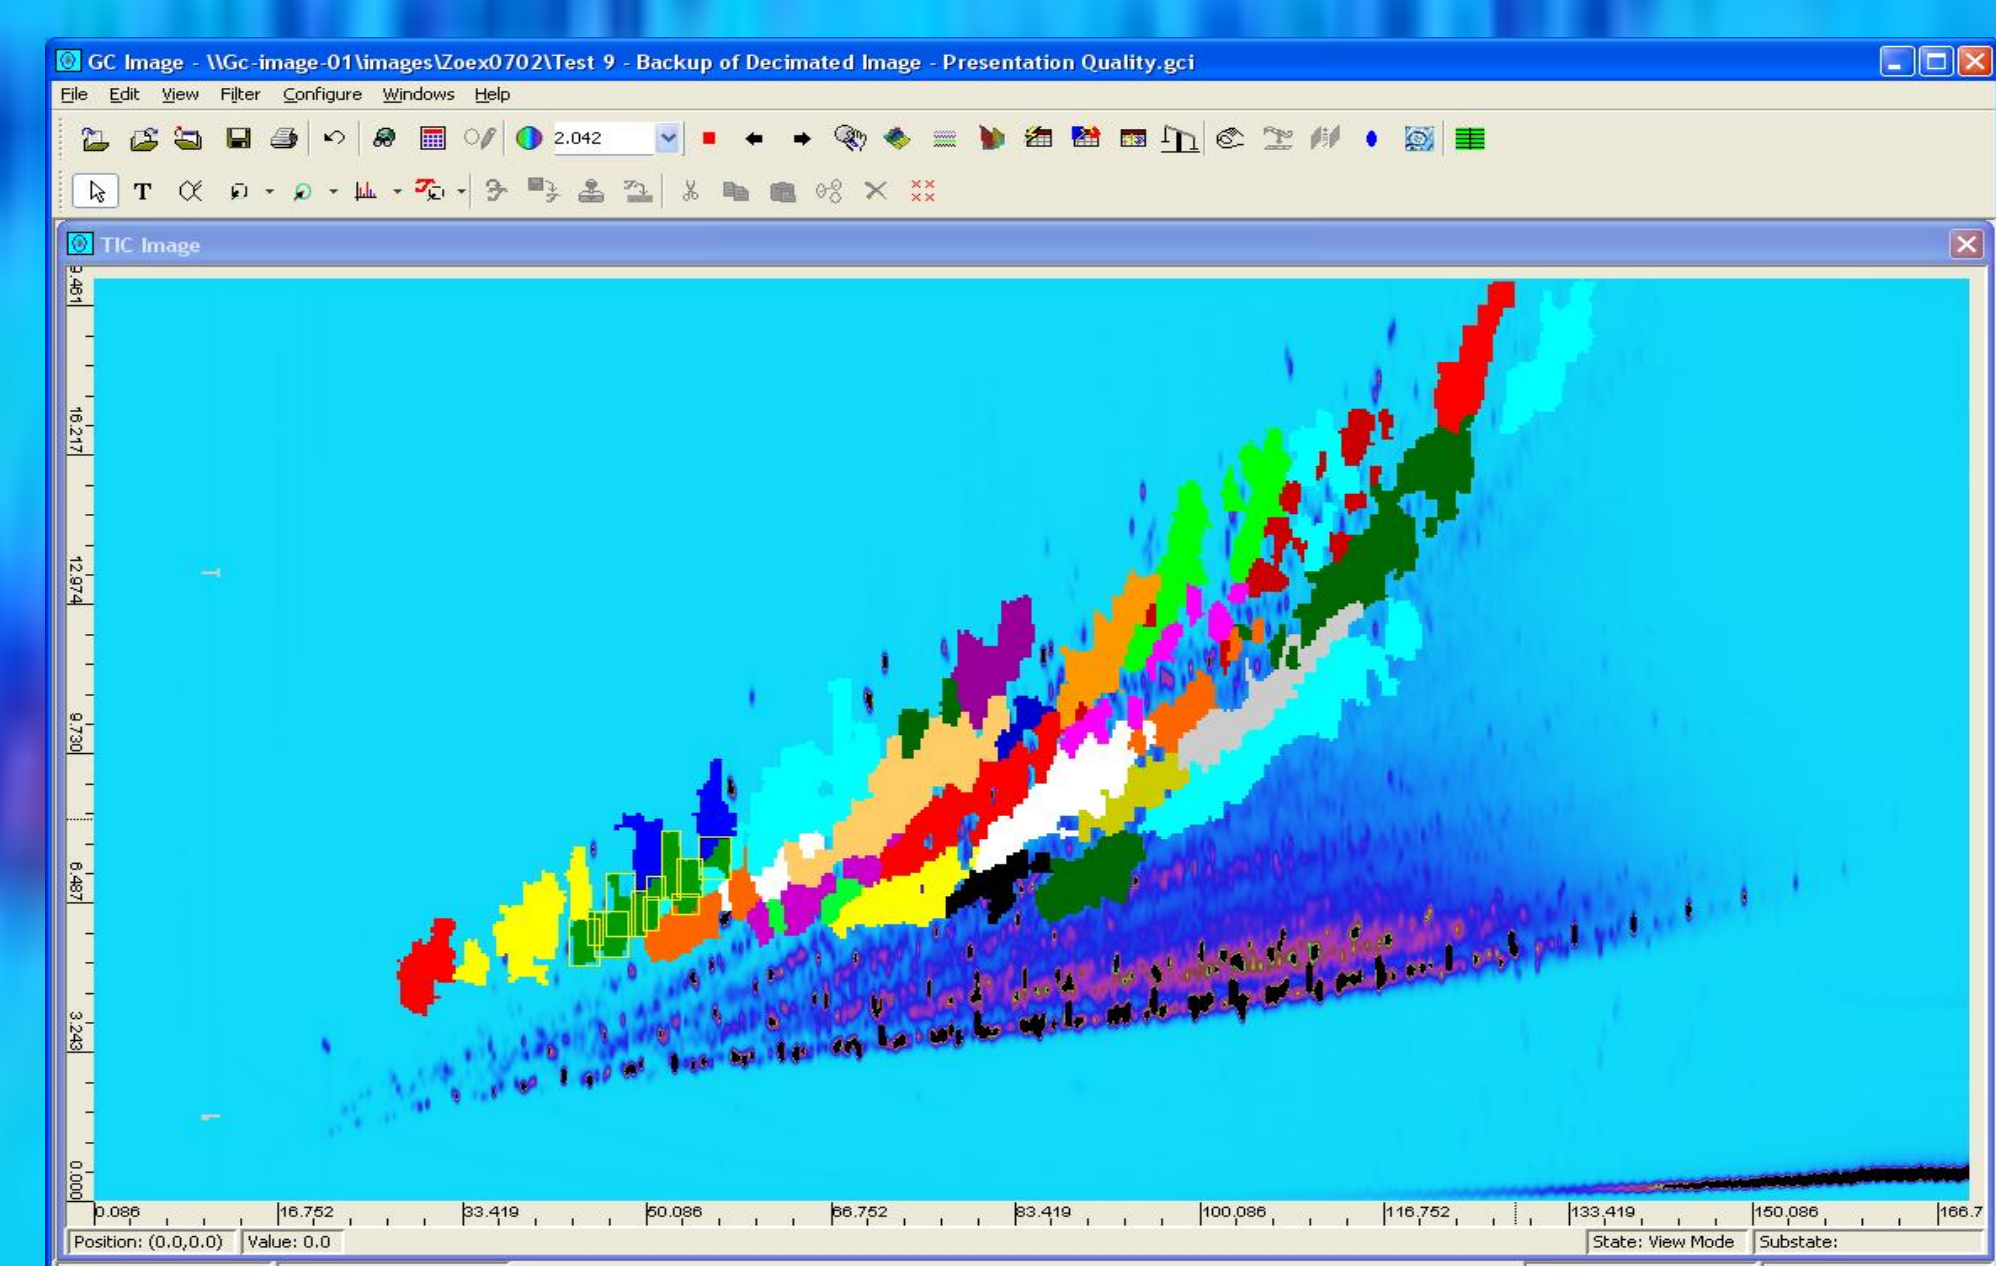 GC Image - \\Gc-image-01\images\Zoex0702\Test 9 - Backup of Decimated Image - Presentation Quality.gci
File Edit View Filter Configure Windows Help
2.042
T
TIC Image
9.461
16.217
12.974
9.730
6.487
3.243
0.000
0.086 16.752 33.419 50.086 66.752 83.419 100.086 116.752 133.419 150.086 166.7
Position: (0.0,0.0) Value: 0.0 State: View Mode Substate: